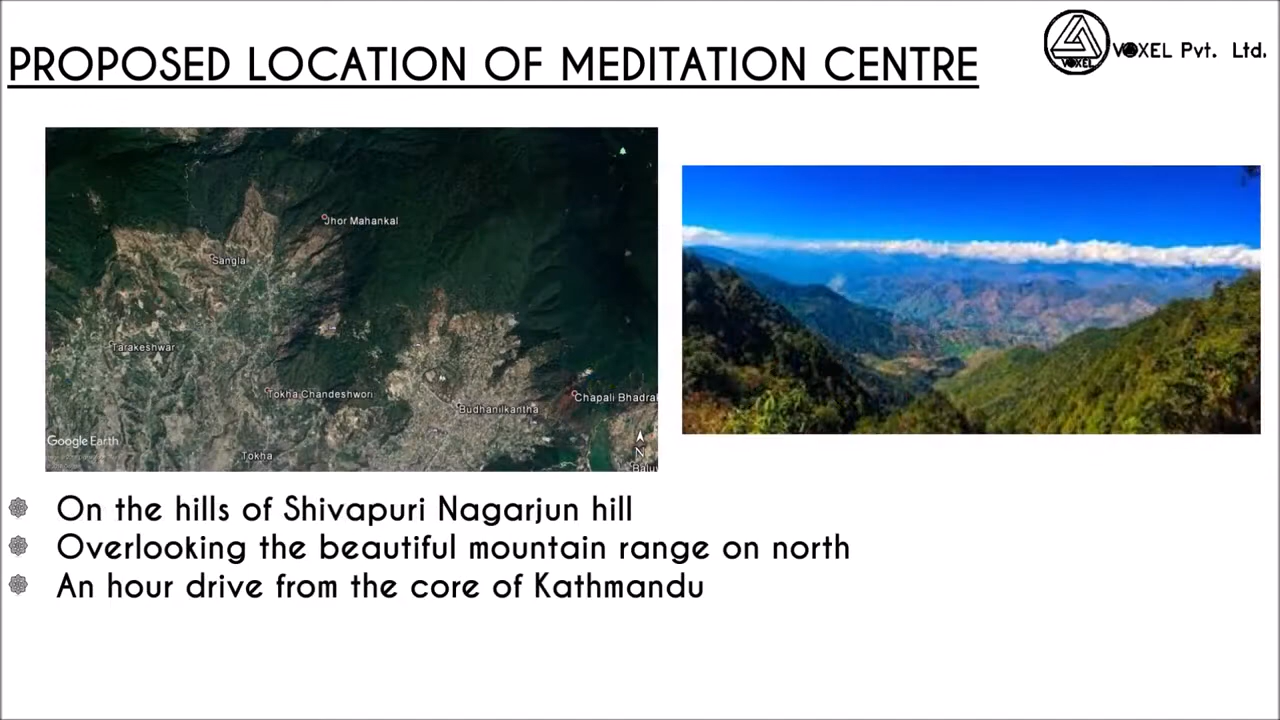 PROPOSED LOCATION OF MEDITATION CENTRE
VOXEL
VOXEL Pvt. Ltd.
Jhor Mahankal
Sangla
Tarakeshwar
Tokha Chandeshwori
Chapali Bhadra
Budhanilkantha
Google Earth
N
Tokha
On the hills of Shivapuri Nagarjun hill
Overlooking the beautiful mountain range on north
An hour drive from the core of Kathmandu